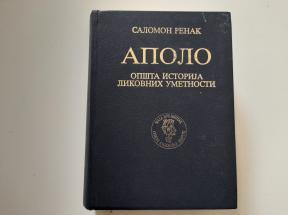 САЛОМОН РЕНАК
АПОЛО
ОПШТА ИСТОРИЈА
ЛИКОВНИХ УМЕТНОСТИ